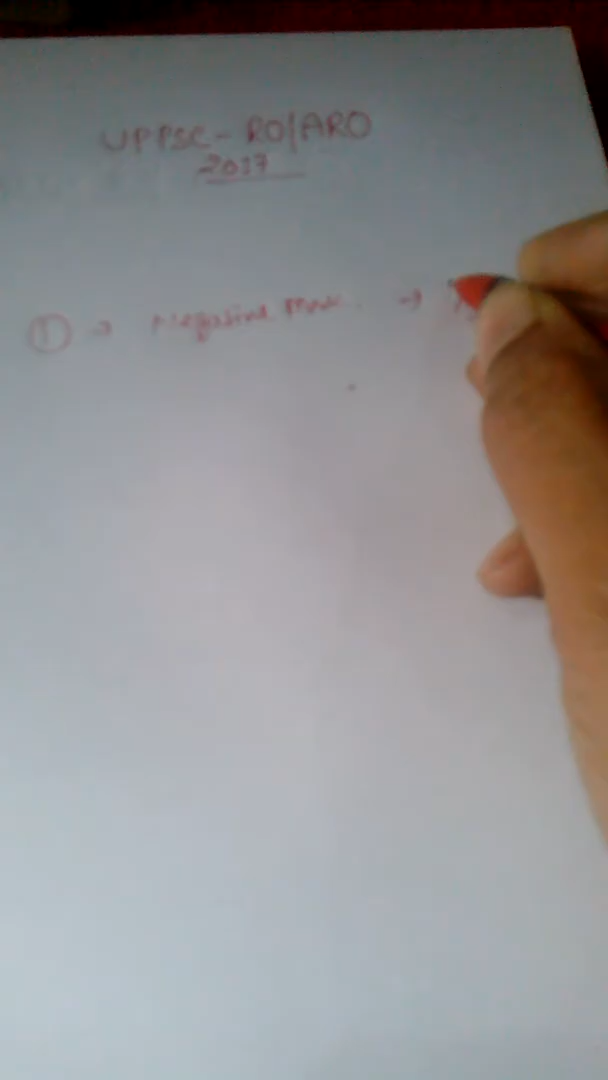 UPPSC - RO/ARO
2017
① → Negative Mark. →